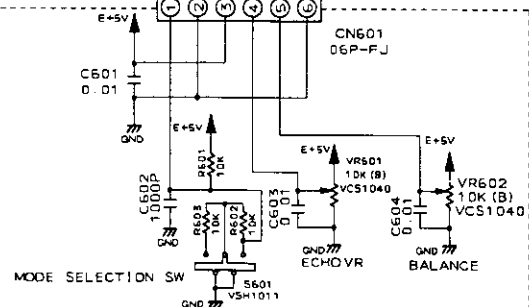 1 2 3 4 5 6
CN601
06P-FJ
E+5V
C601
0.01
GND
E+5V
R601
10K
C602
1000P
GND
R603
10K
R602
10K
E+5V
VR601
10K (B)
VCS1040
C603
0.01
GND
ECHO VR
E+5V
VR602
10K (B)
VCS1040
C604
0.01
GND
BALANCE
MODE SELECTION SW
S601
VSH1011
GND